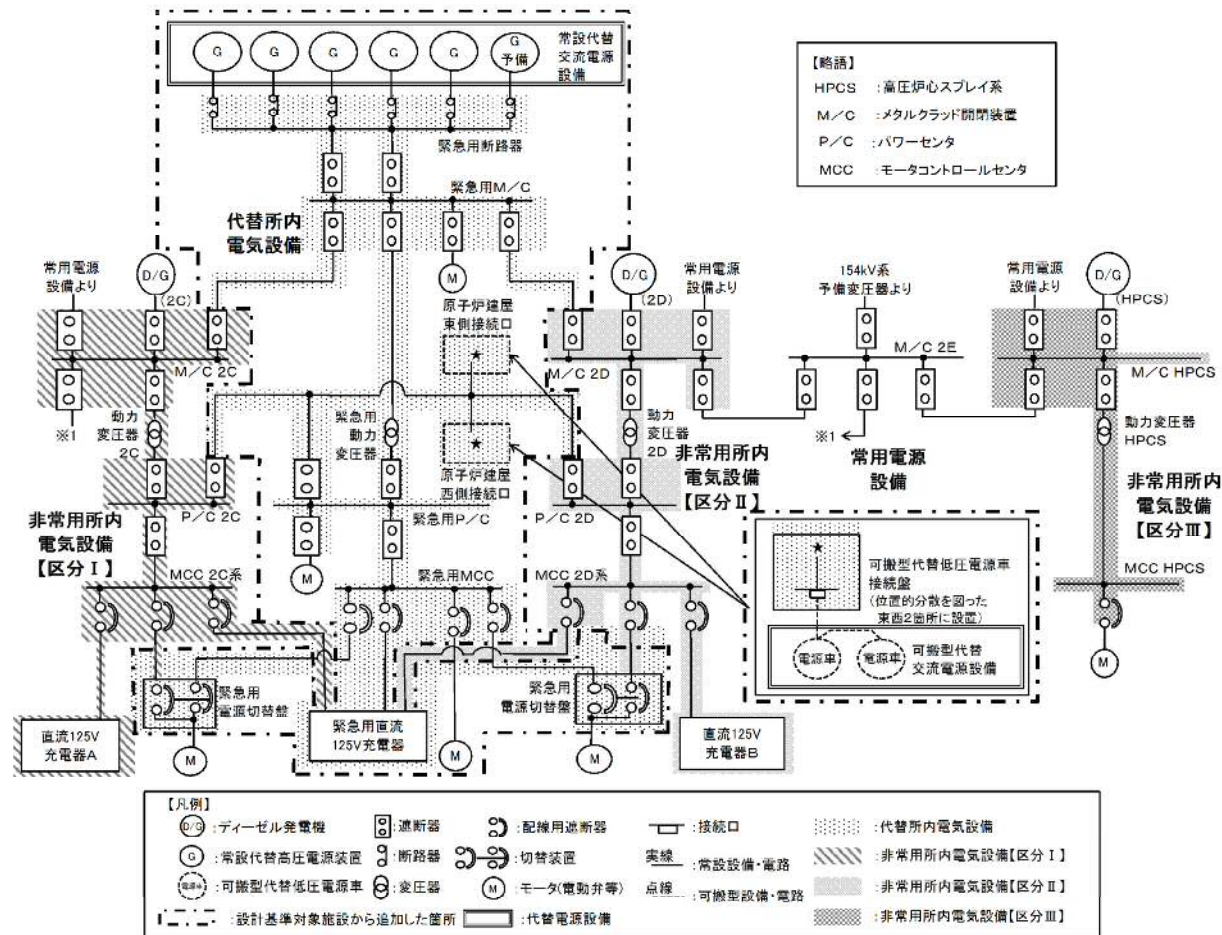 G
G
G
G
G
G
予備
常設代替
交流電源
設備
緊急用断路器
【略語】
HPCS :高圧炉心スプレイ系
M/C :メタルクラッド開閉装置
P/C :パワーセンタ
MCC :モータコントロールセンタ
緊急用M/C
代替所内
電気設備
常用電源
設備より
D/G
(2C)
M
D/G
(2D)
常用電源
設備より
154kV系
予備変圧器より
常用電源
設備より
D/G
(HPCS)
原子炉建屋
東側接続口
★
M/C 2C
M/C 2D
M/C 2E
M/C HPCS
※1
動力
変圧器
2C
緊急用
動力
変圧器
★
原子炉建屋
西側接続口
動力
変圧器
2D
非常用所内
電気設備
【区分Ⅱ】
※1
常用電源
設備
動力変圧器
HPCS
非常用所内
電気設備
【区分Ⅲ】
P/C 2C
緊急用P/C
P/C 2D
非常用所内
電気設備
【区分Ⅰ】
M
MCC 2C系
緊急用MCC
MCC 2D系
MCC HPCS
★
可搬型代替低圧電源車
接続盤
(位置的分散を図った
東西2箇所に設置)
電源車
電源車
可搬型代替
交流電源設備
M
緊急用
電源切替盤
緊急用
電源切替盤
直流125V
充電器A
M
緊急用直流
125V充電器
M
M
直流125V
充電器B
【凡例】
D/G :ディーゼル発電機
:遮断器
:配線用遮断器
:接続口
:代替所内電気設備
G :常設代替高圧電源装置
:断路器
:切替装置
実線 :常設設備・電路
:非常用所内電気設備【区分Ⅰ】
電源車 :可搬型代替低圧電源車
:変圧器
M :モータ(電動弁等)
点線 :可搬型設備・電路
:非常用所内電気設備【区分Ⅱ】
:設計基準対象施設から追加した箇所
:代替電源設備
:非常用所内電気設備【区分Ⅲ】